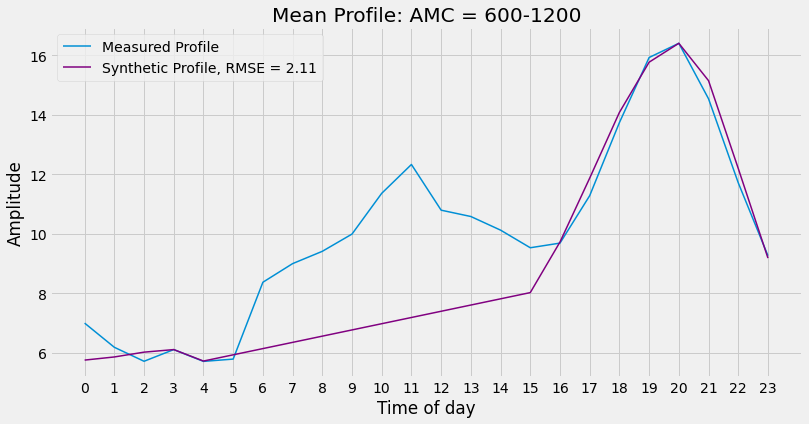 Mean Profile: AMC = 600-1200
Measured Profile
Synthetic Profile, RMSE = 2.11
Amplitude
16
14
12
10
8
6
0 1 2 3 4 5 6 7 8 9 10 11 12 13 14 15 16 17 18 19 20 21 22 23
Time of day